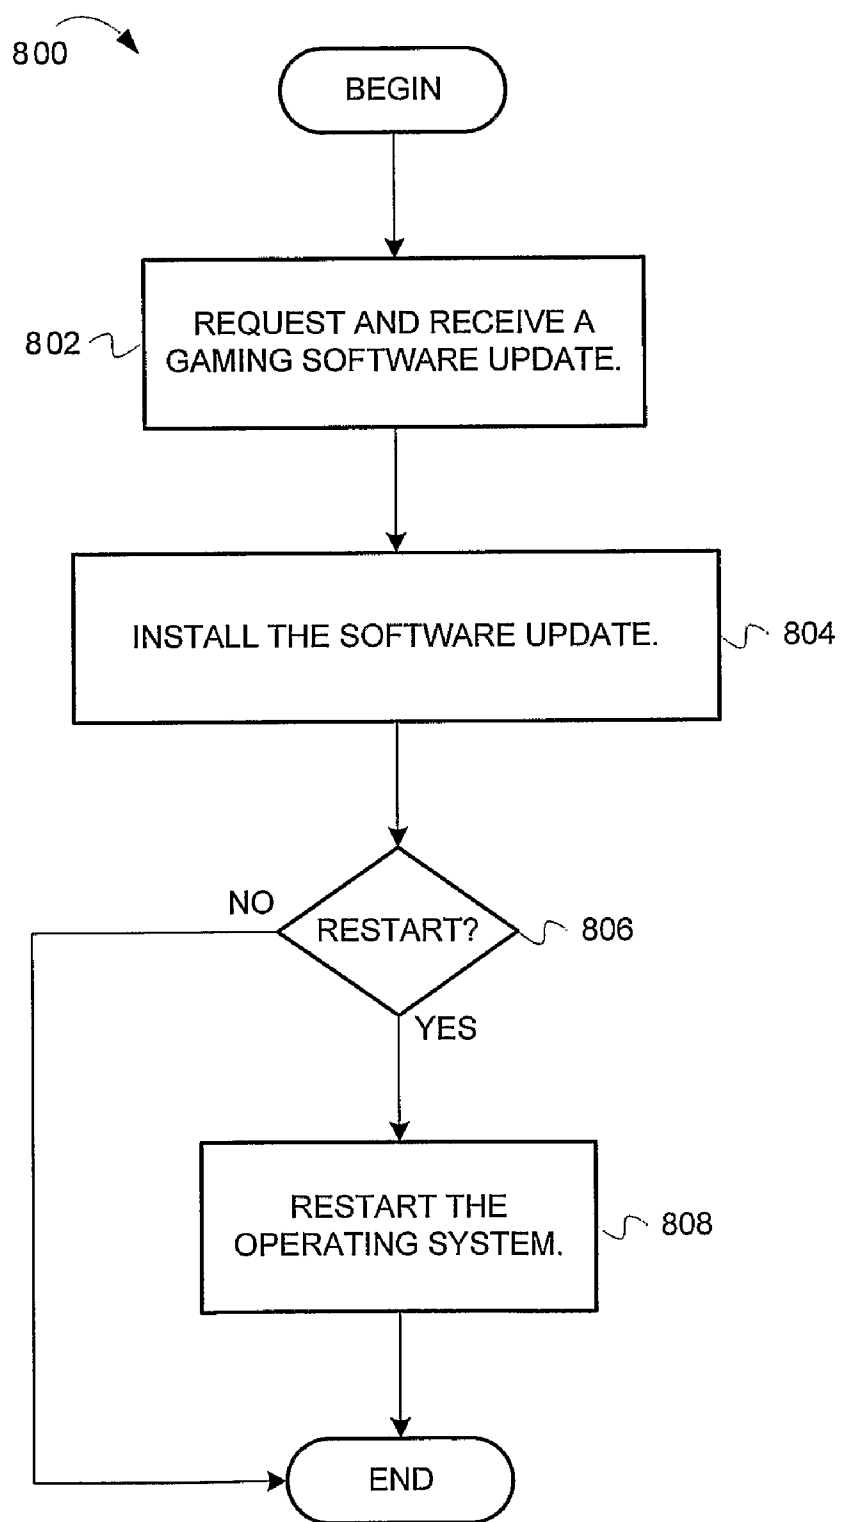 800
BEGIN
802
REQUEST AND RECEIVE A
GAMING SOFTWARE UPDATE.
INSTALL THE SOFTWARE UPDATE.
804
NO
RESTART?
806
YES
RESTART THE
OPERATING SYSTEM.
808
END